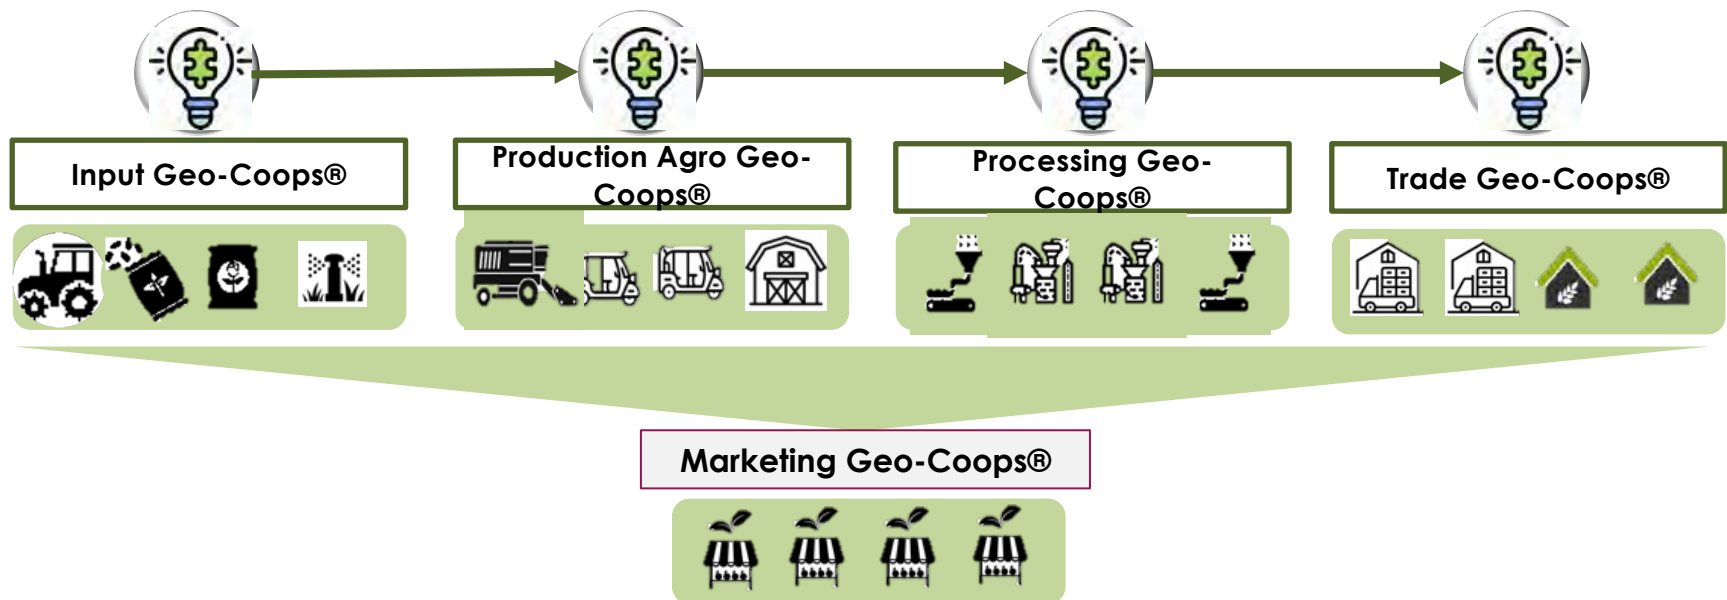 Input Geo-Coops®
Production Agro Geo-
Coops®
Processing Geo-
Coops®
Trade Geo-Coops®
Marketing Geo-Coops®